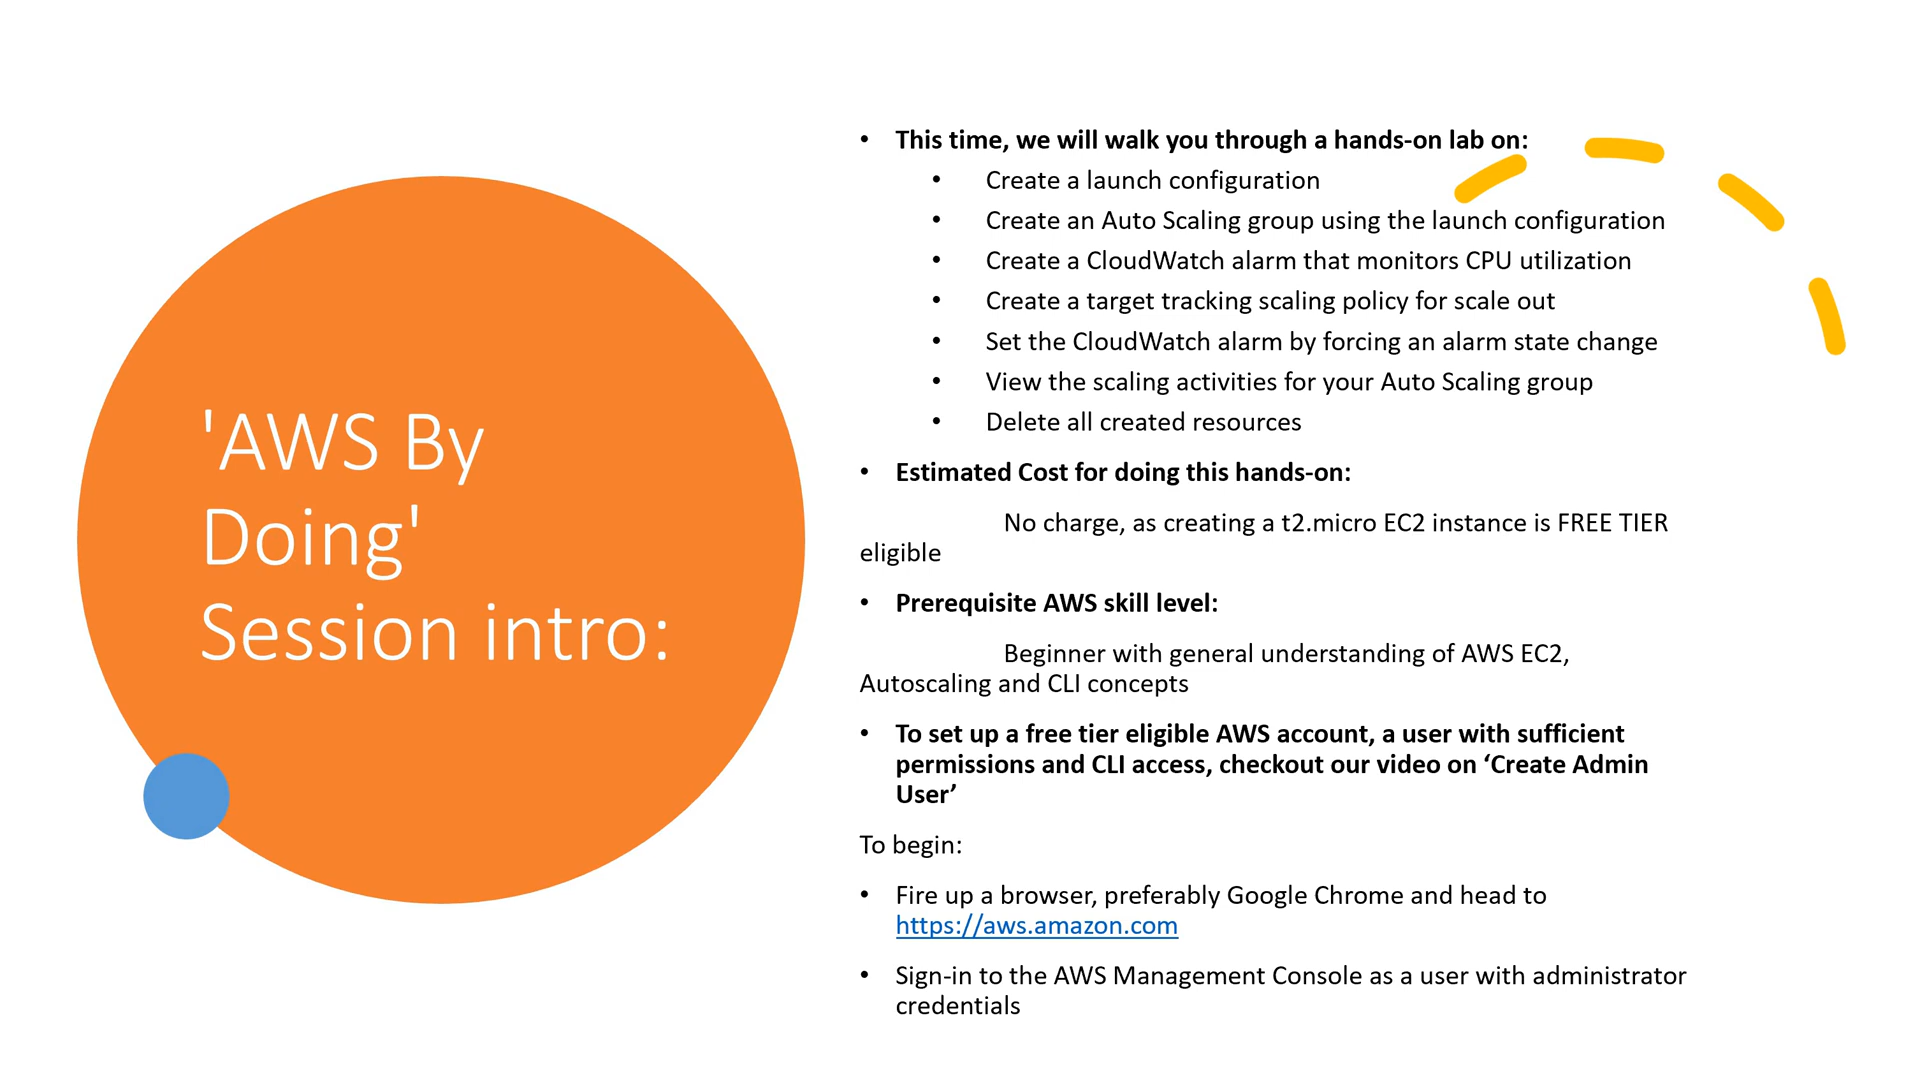 'AWS By
Doing'
Session intro:
• This time, we will walk you through a hands-on lab on:
• Create a launch configuration
• Create an Auto Scaling group using the launch configuration
• Create a CloudWatch alarm that monitors CPU utilization
• Create a target tracking scaling policy for scale out
• Set the CloudWatch alarm by forcing an alarm state change
• View the scaling activities for your Auto Scaling group
• Delete all created resources
• Estimated Cost for doing this hands-on:
No charge, as creating a t2.micro EC2 instance is FREE TIER
eligible
• Prerequisite AWS skill level:
Beginner with general understanding of AWS EC2,
Autoscaling and CLI concepts
• To set up a free tier eligible AWS account, a user with sufficient
permissions and CLI access, checkout our video on ‘Create Admin
User’
To begin:
• Fire up a browser, preferably Google Chrome and head to
https://aws.amazon.com
• Sign-in to the AWS Management Console as a user with administrator
credentials